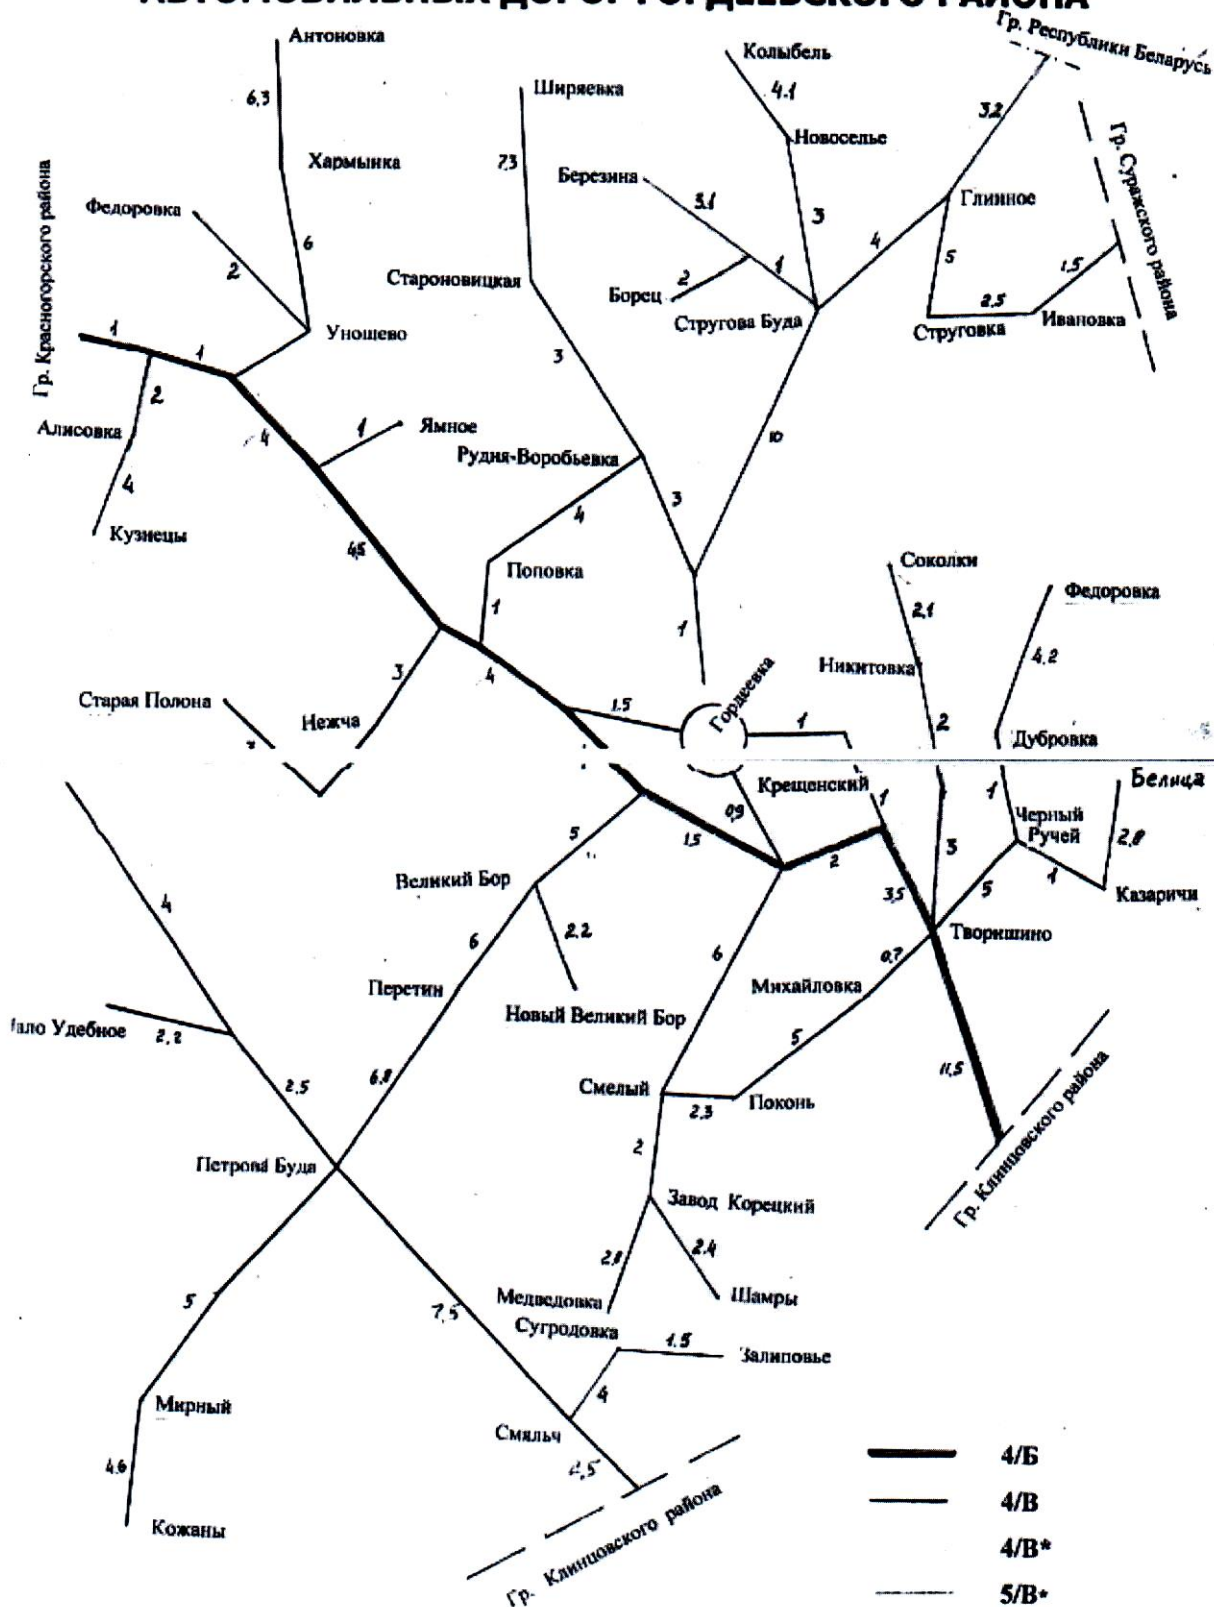 АВТОМОБИЛЬНЫХ ДОРОГ ГОРДЕЕВСКОГО РАЙОНА
Гр. Республики Беларусь
Антоновка
Колыбель
6,3
4.1
Ширяевка
3,2
Гр. Суражского района
Хармынка
7,3
Новоселье
Березина
Гр. Красногорского района
Федоровка
3.1
3
Глинное
6
2
4
5
1,5
Староновицкая
2
1
Борец
2,5
Стругова Буда
Струговка
Ивановка
Уношево
1
1
3
2
Алисовка
4
1
Ямное
10
Рудня-Воробьевка
4
3
4
Кузнецы
4,5
Поповка
Соколки
Федоровка
1
2,1
1
4,2
3
4
Никитовка
Старая Полона
1.5
Гордеевка
Нежча
1
2
Дубровка
Крещенский
1
1
Белица
0,9
Черный
Ручей
5
1,5
2
3
2,8
Великий Бор
3,5
5
1
Казаричи
4
2,2
6
6
0,7
Творишино
Перетин
Михайловка
Новый Великий Бор
Удебное
2,2
5
2,5
6,8
11,5
Смелый
2,3
Поконь
Гр. Клинцовского района
2
Петрова Буда
Завод Корецкий
2,8
2.4
5
7,5
Медведовка
Шамры
Сугродовка
1.5
Залиповье
4
Мирный
Смяльч
4.6
4/Б
4/В
Кожаны
Гр. Клинцовского района
4/В*
5/В*